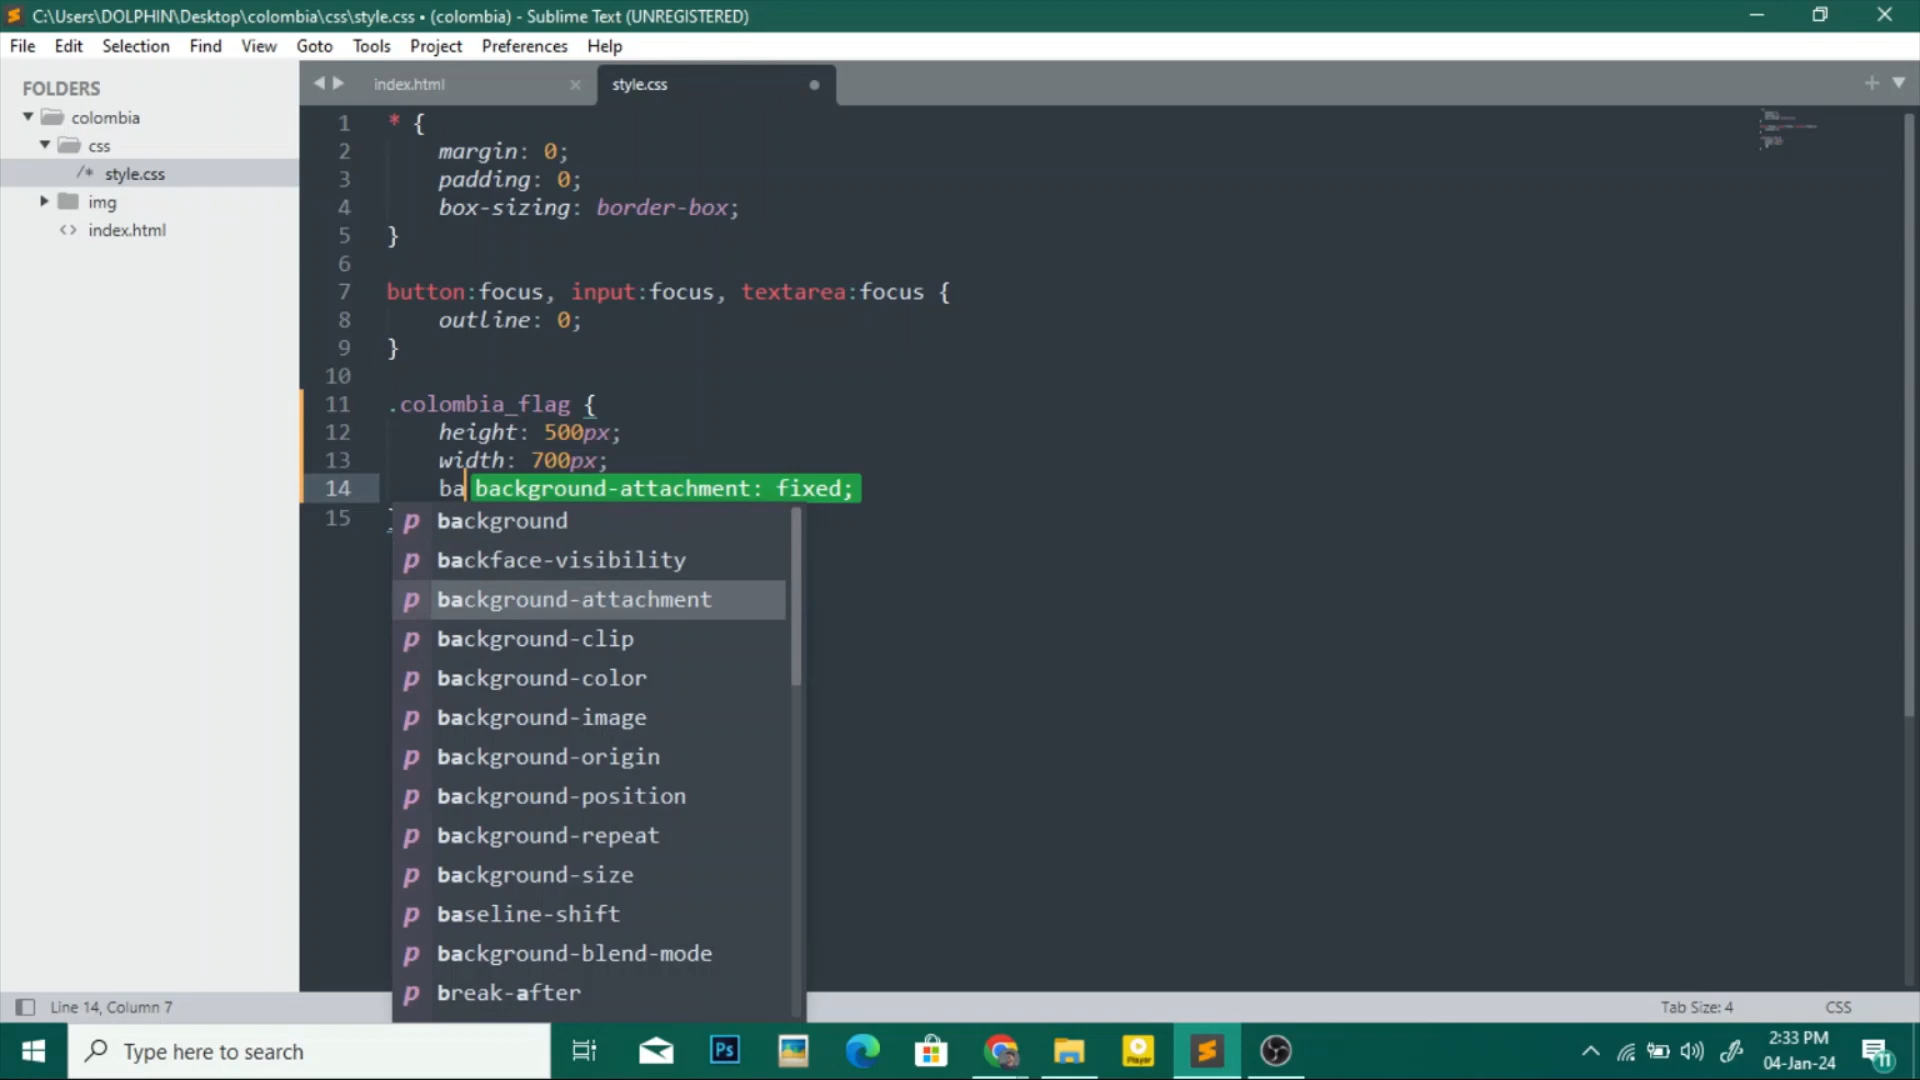 C:\Users\DOLPHIN\Desktop\colombia\css\style.css • (colombia) - Sublime Text (UNREGISTERED)
File Edit Selection Find View Goto Tools Project Preferences Help
FOLDERS
colombia
css
/* style.css
img
<> index.html
index.html
style.css
1 * {
2 margin: 0;
3 padding: 0;
4 box-sizing: border-box;
5 }
6
7 button:focus, input:focus, textarea:focus {
8 outline: 0;
9 }
10
11 .colombia_flag {
12 height: 500px;
13 width: 700px;
14 ba background-attachment: fixed;
15
p background
p backface-visibility
p background-attachment
p background-clip
p background-color
p background-image
p background-origin
p background-position
p background-repeat
p background-size
p baseline-shift
p background-blend-mode
p break-after
Line 14, Column 7
Tab Size: 4
CSS
Type here to search
Ps
Player
2:33 PM
04-Jan-24
11